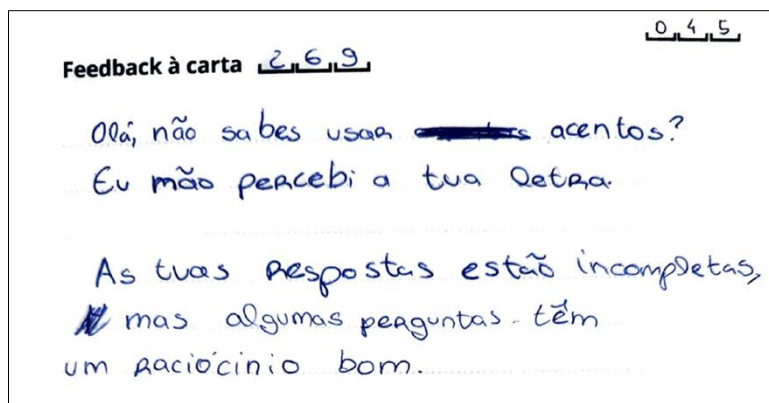 0 4 5
Feedback à carta 2 6 9
Olá, não sabes usar acentos?
Eu mão percebi a tua letra.
As tuas respostas estão incompletas,
mas algumas perguntas têm
um raciocínio bom.